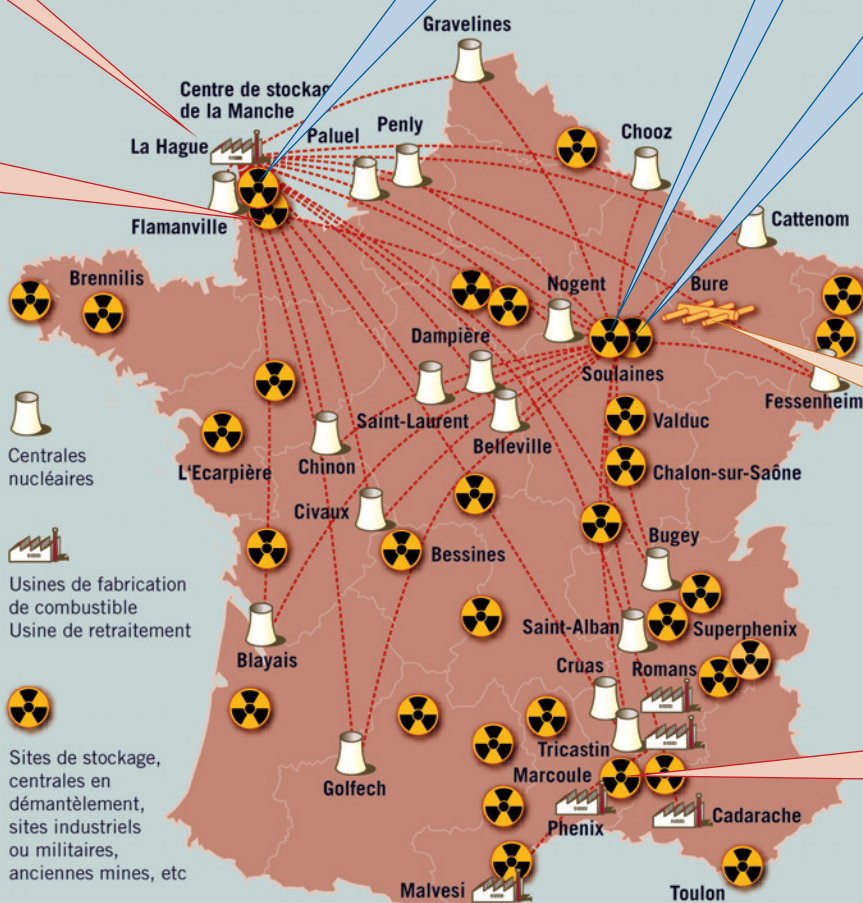 Gravelines
Centre de stockage
de la Manche
La Hague
Paluel
Penly
Chooz
Flamanville
Cattenom
Brennilis
Nogent
Bure
Dampière
Soulaines
Fessenheim
Saint-Laurent
Belleville
Valduc
L'Ecarpière
Chinon
Chalon-sur-Saône
Centrales
nucléaires
Civaux
Bessines
Bugey
Usines de fabrication
de combustible
Usine de retraitement
Saint-Alban
Superphenix
Blayais
Cruas
Romans
Tricastin
Marcoule
Golfech
Phenix
Cadarache
Sites de stockage,
centrales en
démantèlement,
sites industriels
ou militaires,
anciennes mines, etc
Malvesi
Toulon